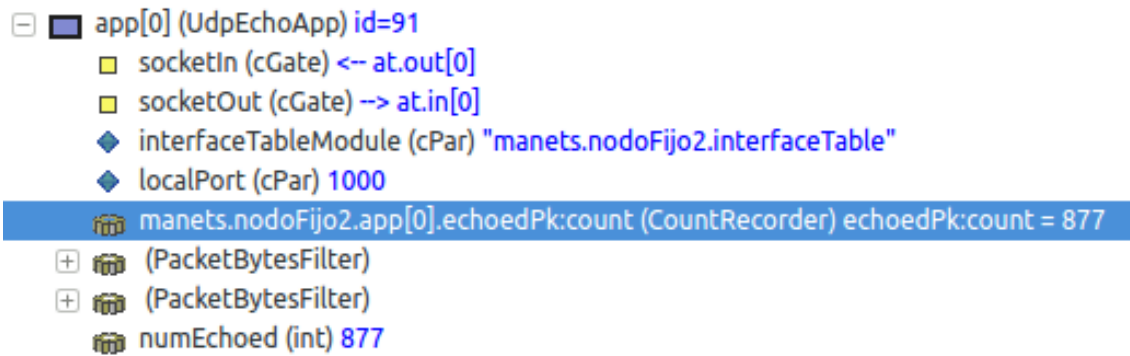 app[0] (UdpEchoApp) id=91
socketIn (cGate) <-- at.out[0]
socketOut (cGate) --> at.in[0]
interfaceTableModule (cPar) "manets.nodoFijo2.interfaceTable"
localPort (cPar) 1000
manets.nodoFijo2.app[0].echoedPk:count (CountRecorder) echoedPk:count = 877
(PacketBytesFilter)
(PacketBytesFilter)
numEchoed (int) 877